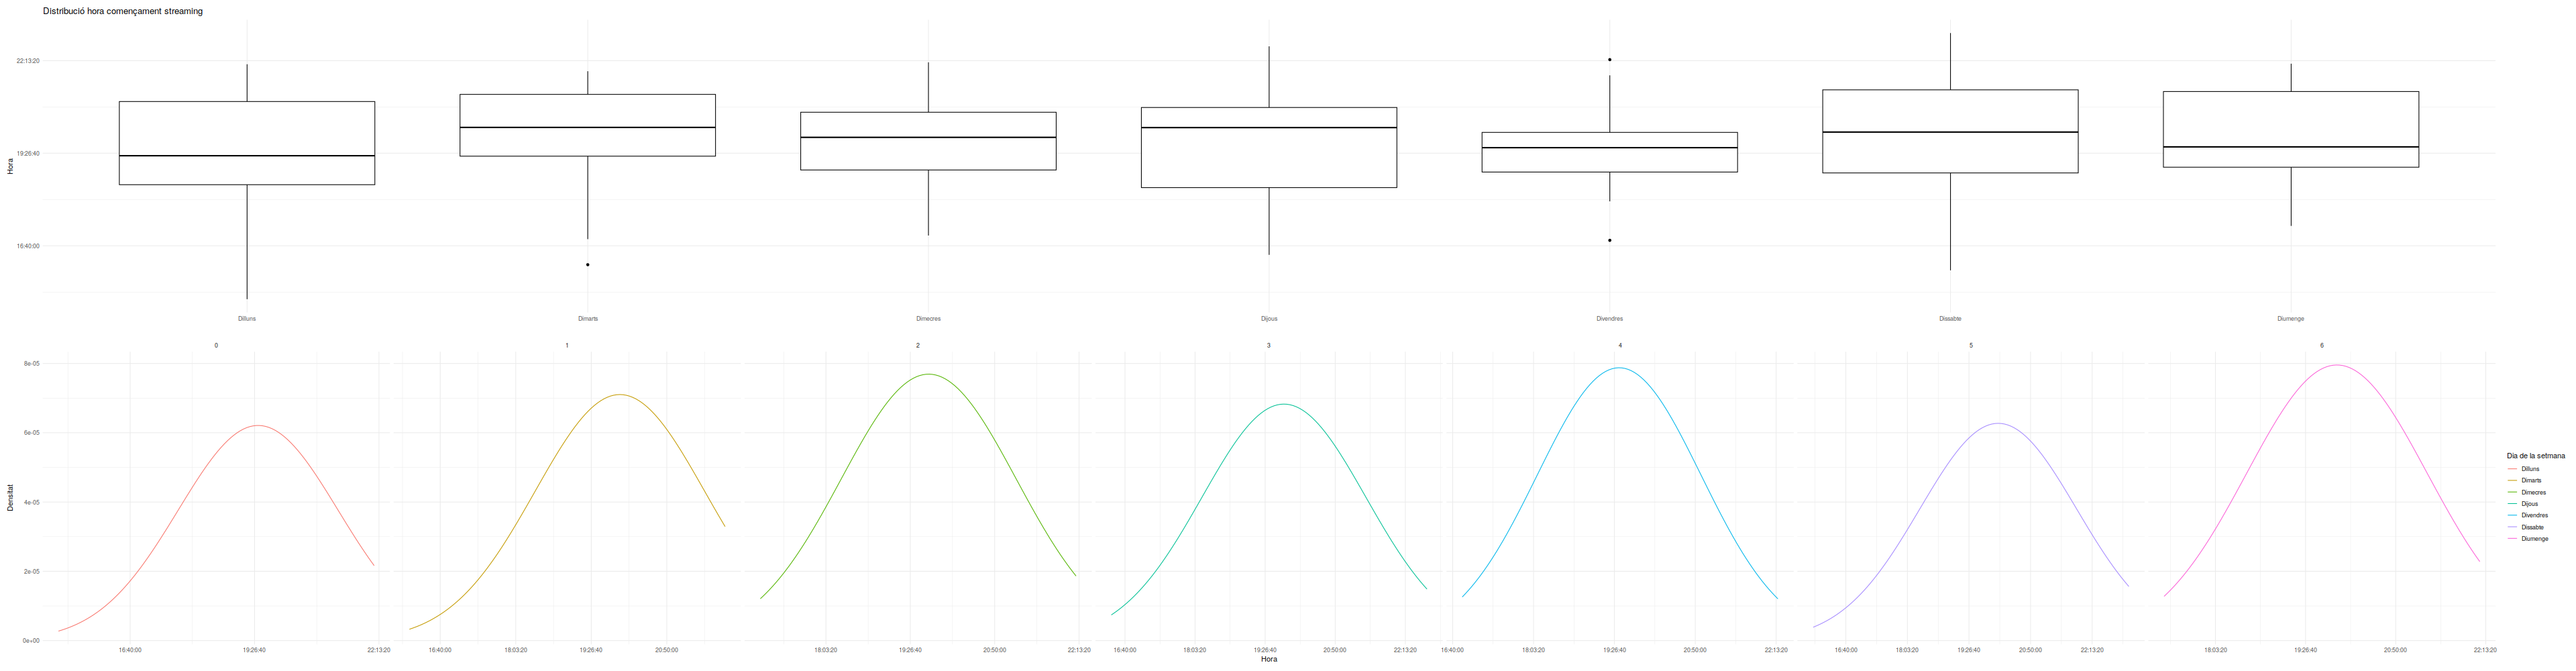 Distribució hora començament streaming
Hora
22:13:20
19:26:40
16:40:00
Dilluns Dimarts Dimecres Dijous Divendres Dissabte Diumenge
0 1 2 3 4 5 6
Densitat
8e-05
6e-05
4e-05
2e-05
0e+00
16:40:00 19:26:40 22:13:20 16:40:00 18:03:20 19:26:40 20:50:00 18:03:20 19:26:40 20:50:00 22:13:20 16:40:00 18:03:20 19:26:40 20:50:00 22:13:20 16:40:00 18:03:20 19:26:40 20:50:00 22:13:20 16:40:00 18:03:20 19:26:40 20:50:00 22:13:20 18:03:20 19:26:40 20:50:00 22:13:20
Hora
Dia de la setmana
Dilluns
Dimarts
Dimecres
Dijous
Divendres
Dissabte
Diumenge